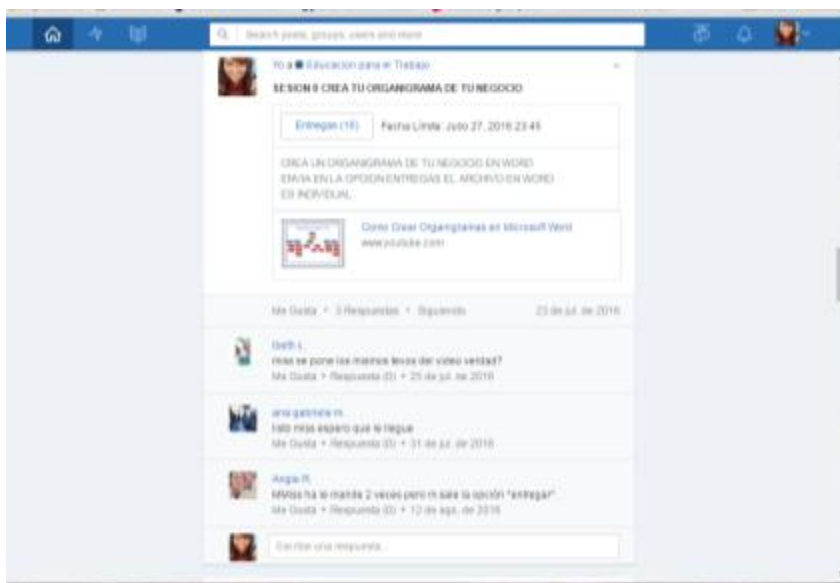 Search posts, groups, users and more
Yo a Educacion para el Trabajo
SESION 8 CREA TU ORGANIGRAMA DE TU NEGOCIO
Entregas Fecha Límite: Julio 27, 2016 23:45
CREA UN ORGANIGRAMA DE TU NEGOCIO EN WORD
ENVIA EN LA OPCION ENTREGAS EL ARCHIVO EN WORD
ES INDIVIDUAL.
Como Crear Organigramas en Microsoft Word
www.youtube.com
Me Gusta • 3 Respuestas • Siguiendo 23 de jul. de 2016
L.
miss se pone los mismos del video verdad?
Me Gusta • Respuesta (0) • 25 de jul. de 2016
ana gabriela m.
listo miss espero que le llegue
Me Gusta • Respuesta (0) • 31 de jul. de 2016
Angie R.
ha le mande 2 veces pero m sale la opción "entregar"
Me Gusta • Respuesta (0) • 12 de ago. de 2016
Escribe una respuesta...